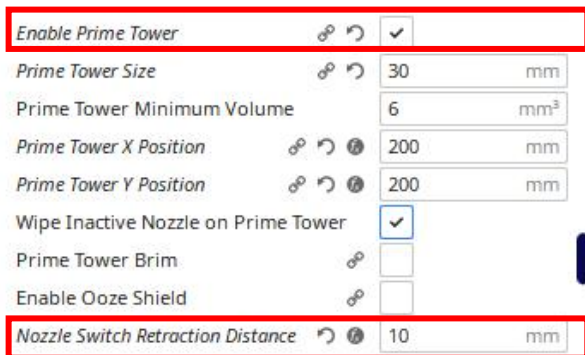 Enable Prime Tower
Prime Tower Size 30 mm
Prime Tower Minimum Volume 6 mm³
Prime Tower X Position 200 mm
Prime Tower Y Position 200 mm
Wipe Inactive Nozzle on Prime Tower
Prime Tower Brim
Enable Ooze Shield
Nozzle Switch Retraction Distance 10 mm